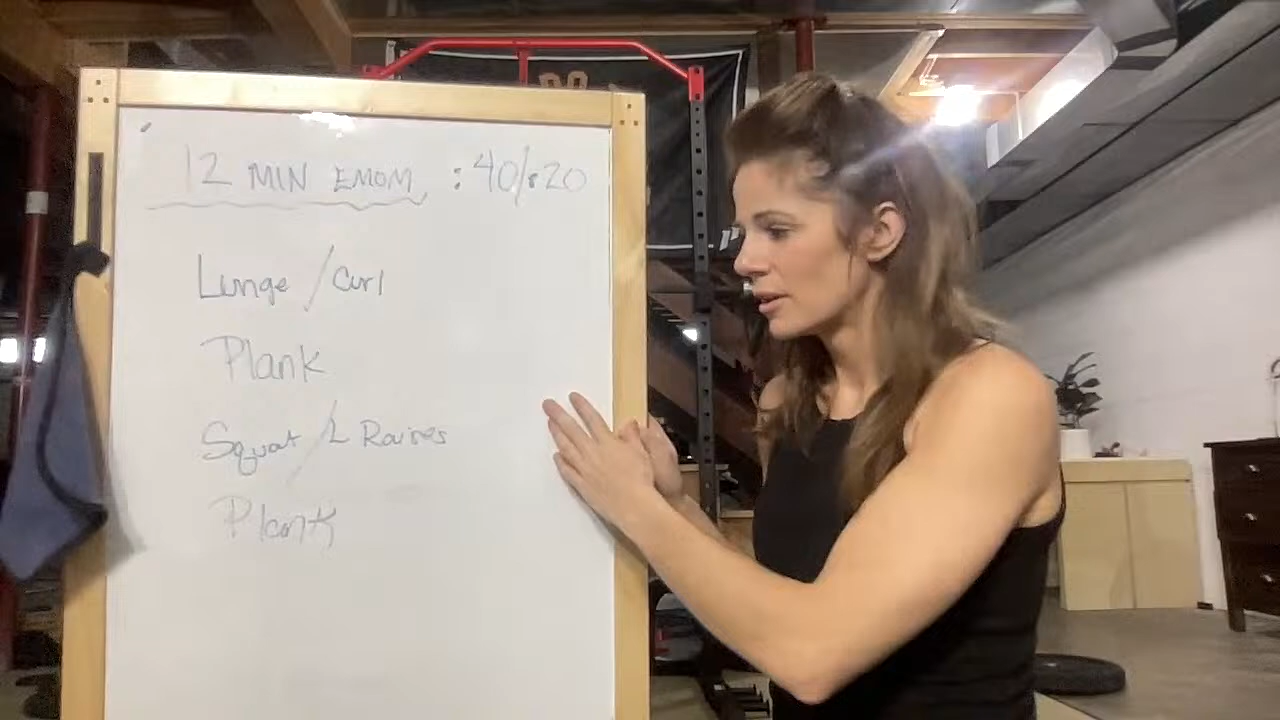 12 MIN EMOM, :40/:20
Lunge / Curl
Plank
Squat / L Raises
Plank